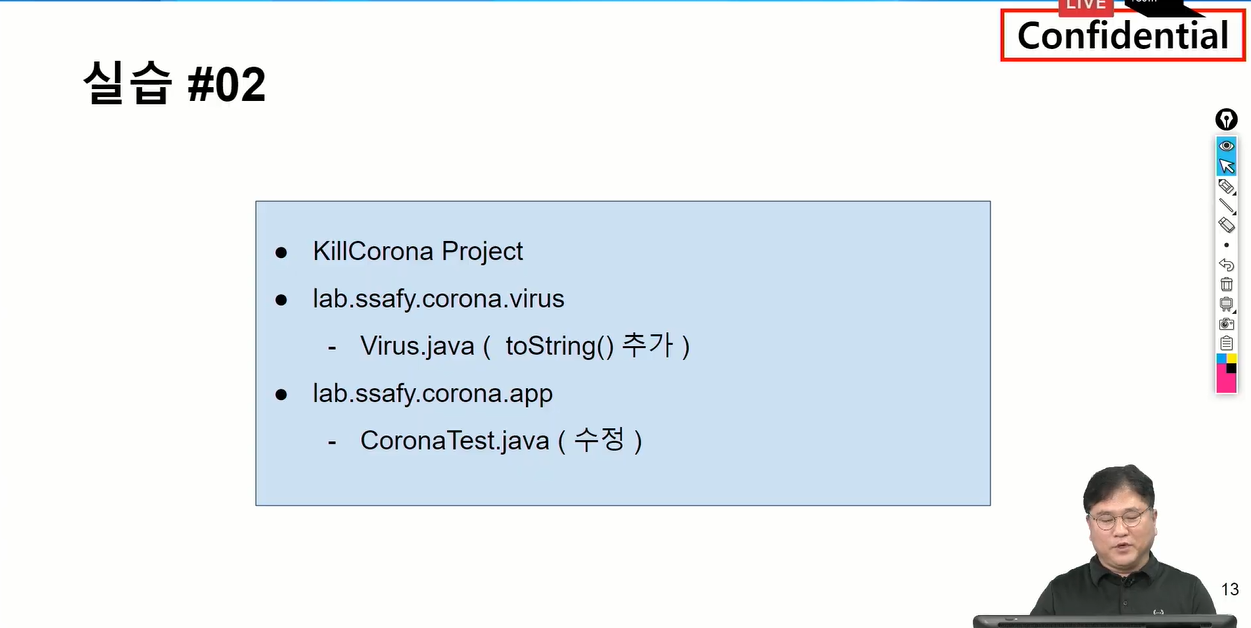 LIVE
Confidential
실습 #02
● KillCorona Project
● lab.ssafy.corona.virus
- Virus.java ( toString() 추가 )
● lab.ssafy.corona.app
- CoronaTest.java ( 수정 )
13